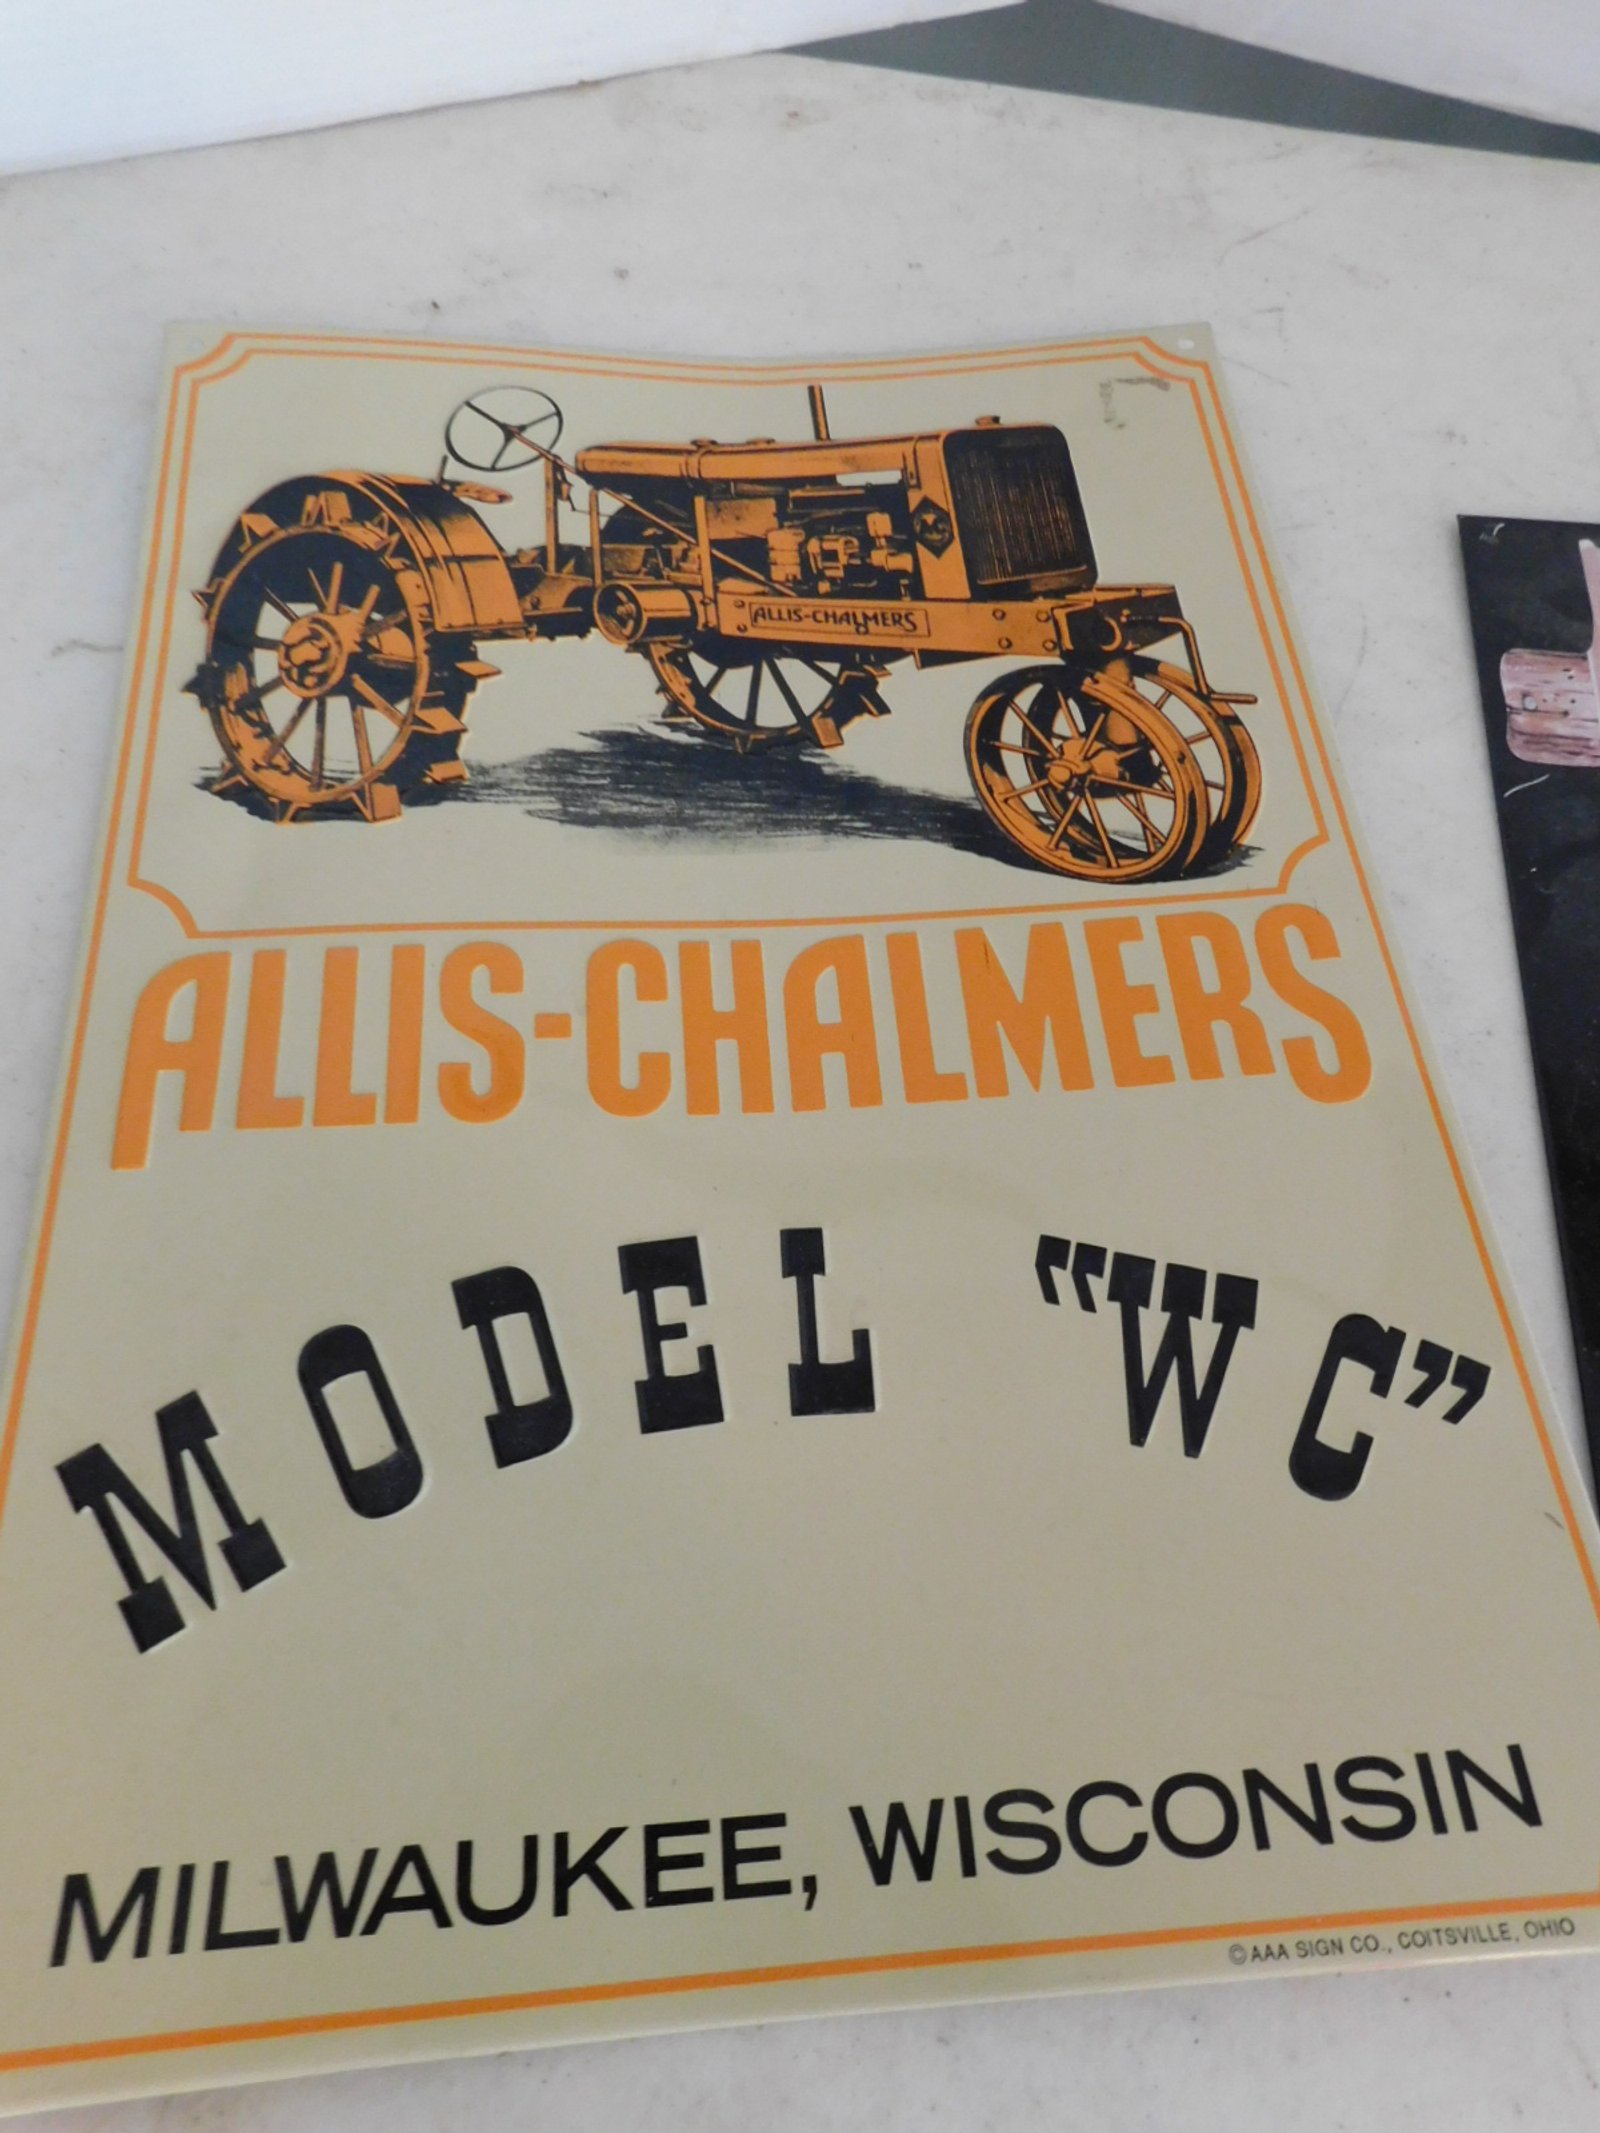 ALLIS-CHALMERS
ALLIS-CHALMERS
MODEL “WC”
MILWAUKEE, WISCONSIN
©AAA SIGN CO., COITSVILLE, OHIO